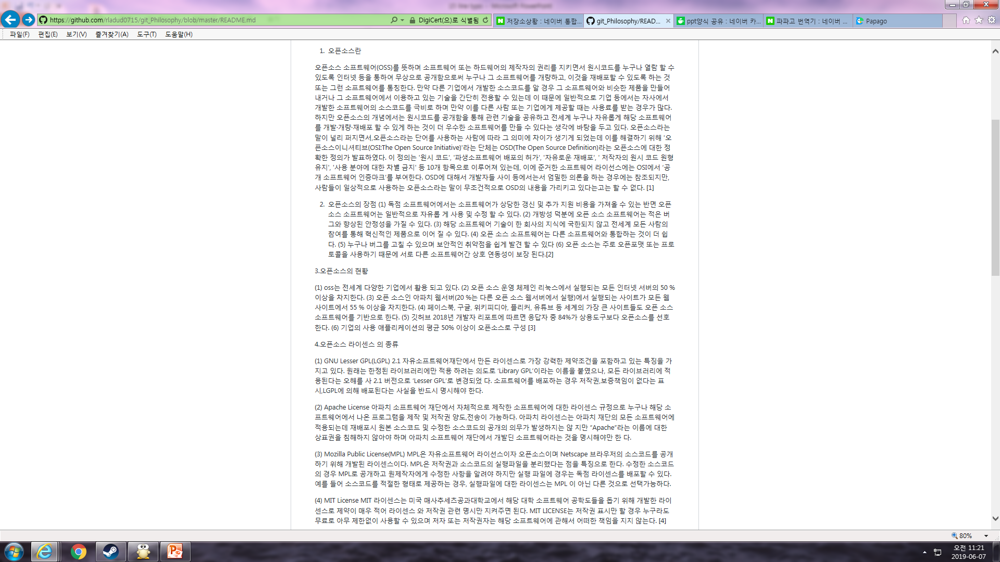 https://github.com/rladud0715/git_Philosophy/blob/master/README.md
DigiCert(으)로 식별됨
저장소상황 : 네이버 통합...
git_Philosophy/READ...
ppt양식 공유 : 네이버 카...
파파고 번역기 : 네이버 ...
Papago
파일(F) 편집(E) 보기(V) 즐겨찾기(A) 도구(T) 도움말(H)
1. 오픈소스란
오픈소스 소프트웨어(OSS)를 뜻하며 소프트웨어 또는 하드웨어의 제작자의 권리를 지키면서 원시코드를 누구나 열람 할 수
있도록 인터넷 등을 통하여 무상으로 공개함으로써 누구나 그 소프트웨어를 개량하고, 이것을 재배포할 수 있도록 하는 것
또는 그런 소프트웨어를 통칭한다. 만약 다른 기업에서 개발한 소스코드를 알 경우 그 소프트웨어와 비슷한 제품을 만들어
내거나 그 소프트웨어에서 이용하고 있는 기술을 간단히 전용할 수 있는데 이 때문에 일반적으로 기업 등에서는 자사에서
개발한 소프트웨어의 소스코드를 극비로 하며 만약 이를 다른 사람 또는 기업에게 제공할 때는 사용료를 받는 경우가 많다.
하지만 오픈소스의 개념에서는 원시코드를 공개함을 통해 관련 기술을 공유하고 전세계 누구나 자유롭게 해당 소프트웨어
를 개발·개량·재배포 할 수 있게 하는 것이 더 우수한 소프트웨어를 만들 수 있다는 생각에 바탕을 두고 있다. 오픈소스라는
말이 널리 퍼지면서,오픈소스라는 단어를 사용하는 사람에 따라 그 의미에 차이가 생기게 되었는데 이를 해결하기 위해 '오
픈소스이니셔티브(OSI:The Open Source Initiative)'라는 단체는 OSD(The Open Source Definition)라는 오픈소스에 대한 정
확한 정의가 발표하였다. 이 정의는 '원시 코드', '파생소프트웨어 배포의 허가', '자유로운 재배포', ' 저작자의 원시 코드 원형
유지', '사용 분야에 대한 차별 금지' 등 10개 항목으로 이루어져 있는데, 이에 준거한 소프트웨어 라이선스에는 OSI에서 '공
개 소프트웨어 인증마크'를 부여한다. OSD에 대해서 개발자들 사이 등에서는서 엄밀한 의론을 하는 경우에는 참조되지만,
사람들이 일상적으로 사용하는 오픈소스라는 말이 무조건적으로 OSD의 내용을 가리키고 있다는고는 할 수 없다. [1]
2. 오픈소스의 장점 (1) 독점 소프트웨어에서는 소프트웨어가 상당한 갱신 및 추가 지원 비용을 가져올 수 있는 반면 오픈
소스 소프트웨어는 일반적으로 자유롭 게 사용 및 수정 할 수 있다. (2) 개방성 덕분에 오픈 소스 소프트웨어는 적은 버
그와 향상된 안정성을 가질 수 있다. (3) 해당 소프트웨어 기술이 한 회사의 지식에 국한되지 않고 전세계 모든 사람의
참여를 통해 혁신적인 제품으로 이어 질 수 있다. (4) 오픈 소스 소프트웨어는 다른 소프트웨어와 통합하는 것이 더 쉽
다. (5) 누구나 버그를 고칠 수 있으며 보안적인 취약점을 쉽게 발견 할 수 있다 (6) 오픈 소스는 주로 오픈포맷 또는 프로
토콜을 사용하기 때문에 서로 다른 소프트웨어간 상호 연동성이 보장 된다.[2]
3.오픈소스의 현황
(1) oss는 전세계 다양한 기업에서 활용 되고 있다. (2) 오픈 소스 운영 체제인 리눅스에서 실행되는 모든 인터넷 서버의 50 %
이상을 차지한다. (3) 오픈 소스인 아파치 웹서버(20 %는 다른 오픈 소스 웹서버에서 실행)에서 실행되는 사이트가 모든 웹
사이트에서 55 % 이상을 차지한다. (4) 페이스북, 구글, 위키피디아, 플리커, 유튜브 등 세계의 가장 큰 사이트들도 오픈 소스
소프트웨어를 기반으로 한다. (5) 깃허브 2018년 개발자 리포트에 따르면 응답자 중 84%가 상용도구보다 오픈소스를 선호
한다. (6) 기업의 사용 애플리케이션의 평균 50% 이상이 오픈소스로 구성 [3]
4.오픈소스 라이센스 의 종류
(1) GNU Lesser GPL(LGPL) 2.1 자유소프트웨어재단에서 만든 라이센스로 가장 강력한 제약조건을 포함하고 있는 특징을 가
지고 있다. 원래는 한정된 라이브러리에만 적용 하려는 의도로 ‘Library GPL’이라는 이름을 붙였으나, 모든 라이브러리에 적
용된다는 오해를 사 2.1 버전으로 ‘Lesser GPL’로 변경되었 다. 소프트웨어를 배포하는 경우 저작권,보증책임이 없다는 표
시,LGPL에 의해 배포된다는 사실을 반드시 명시해야 한다.
(2) Apache License 아파치 소프트웨어 재단에서 자체적으로 제작한 소프트웨어에 대한 라이센스 규정으로 누구나 해당 소
프트웨어에서 나온 프로그램을 제작 및 저작권 양도,전송이 가능하다. 아파치 라이센스는 아파치 재단의 모든 소프트웨어에
적용되는데 재배포시 원본 소스코드 및 수정한 소스코드의 공개의 의무가 발생하지는 않 지만 “Apache”라는 이름에 대한
상표권을 침해하지 않아야 하며 아파치 소프트웨어 재단에서 개발딘 소프트웨어라는 것을 명시해야만 한 다.
(3) Mozilla Public License(MPL) MPL은 자유소프트웨어 라이선스이자 오픈소스이며 Netscape 브라우저의 소스코드를 공개
하기 위해 개발된 라이센스이다. MPL은 저작권과 소스코드의 실행파일을 분리했다는 점을 특징으로 한다. 수정한 소스코드
의 경우 MPL로 공개하고 원제작자에게 수정한 사항을 알려야 하지만 실행 파일에 경우는 독점 라이센스를 배포할 수 있다.
예를 들어 소스코드를 적절한 형태로 제공하는 경우, 실행파일에 대한 라이센스는 MPL 이 아닌 다른 것으로 선택가능하다.
(4) MIT License MIT 라이센스는 미국 매사추세츠공과대학교에서 해당 대학 소프트웨어 공학도들을 돕기 위해 개발한 라이
센스로 제약이 매우 적어 라이센스 와 저작권 관련 명시만 지켜주면 된다. MIT LICENSE는 저작권 표시만 할 경우 누구라도
무료로 아무 제한없이 사용할 수 있으며 저자 또는 저작권자는 해당 소프트웨어에 관해서 어떠한 책임을 지지 않는다. [4]
80%
오전 11:21
2019-06-07